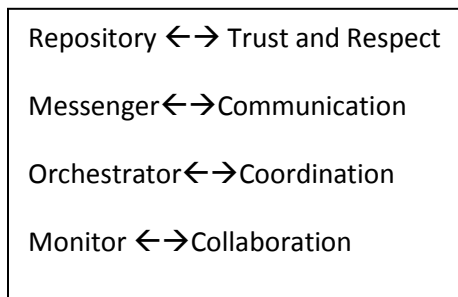 Repository ←→ Trust and Respect
Messenger←→Communication
Orchestrator←→Coordination
Monitor ←→Collaboration